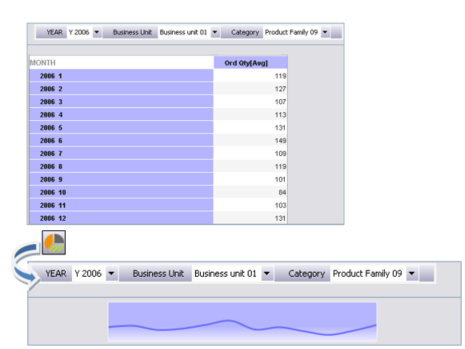 YEAR Y 2006 Business Unit Business unit 01 Category Product Family 09
MONTH Ord Qty[Avg]
2006 1 119
2006 2 127
2006 3 107
2006 4 113
2006 5 131
2006 6 149
2006 7 109
2006 8 119
2006 9 101
2006 10 84
2006 11 103
2006 12 131
YEAR Y 2006 Business Unit Business unit 01 Category Product Family 09